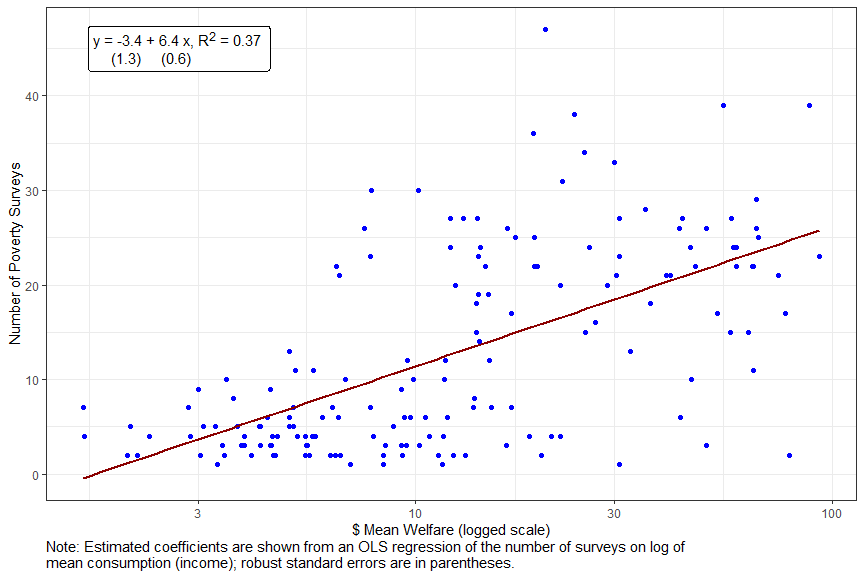 y = -3.4 + 6.4 x, R² = 0.37
(1.3) (0.6)
Number of Poverty Surveys
40
30
20
10
0
3 10 30 100
$ Mean Welfare (logged scale)
Note: Estimated coefficients are shown from an OLS regression of the number of surveys on log of
mean consumption (income); robust standard errors are in parentheses.